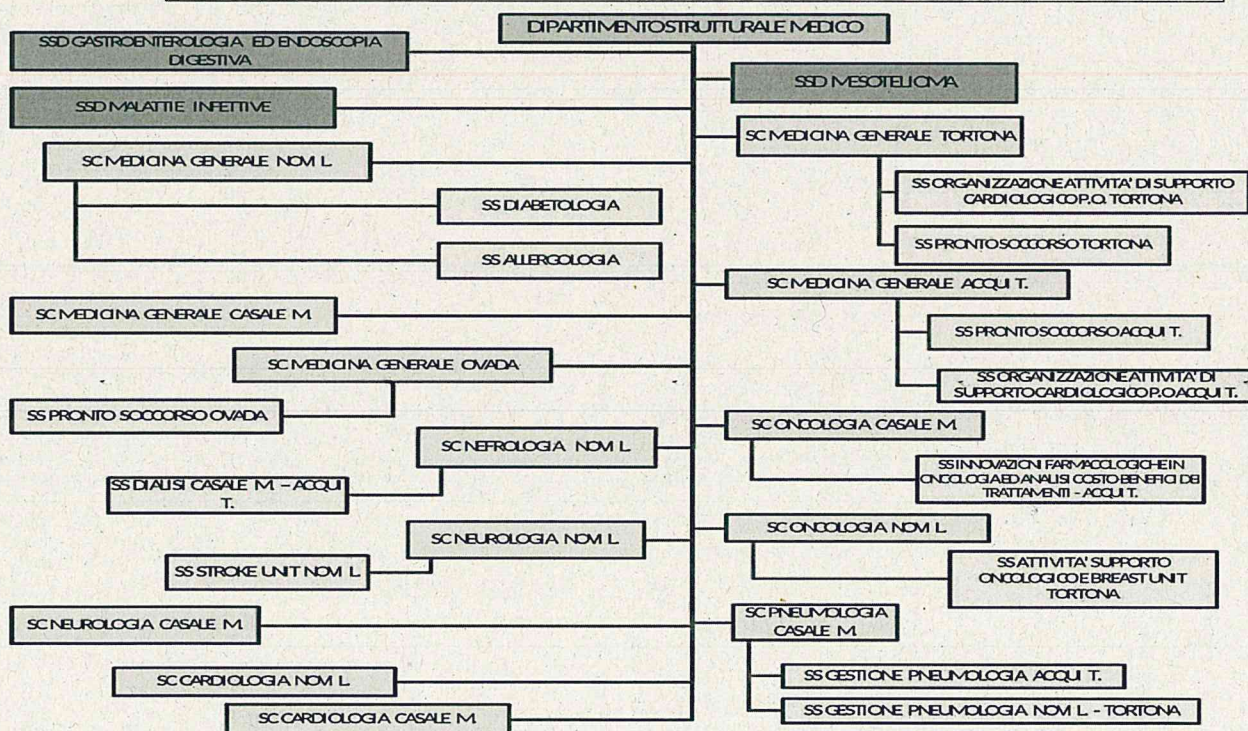 DIPARTIMENTO STRUTTURALE MEDICO
SSD GASTROENTEROLOGIA ED ENDOSCOPIA
DIGESTIVA
SSD MALATTIE INFETTIVE
SC MEDICINA GENERALE NOVI L.
SS DIABETOLOGIA
SS ALLERGOLOGIA
SC MEDICINA GENERALE CASALE M.
SC MEDICINA GENERALE OVADA
SS PRONTO SOCCORSO OVADA
SC NEFROLOGIA NOVI L.
SS DIALISI CASALE M. – ACQUI
T.
SC NEUROLOGIA NOVI L.
SS STROKE UNIT NOVI L.
SC NEUROLOGIA CASALE M.
SC CARDIOLOGIA NOVI L.
SC CARDIOLOGIA CASALE M.
SSD MESOTELIOMA
SC MEDICINA GENERALE TORTONA
SS ORGANIZZAZIONE ATTIVITA' DI SUPPORTO
CARDIOLOGICO P.O. TORTONA
SS PRONTO SOCCORSO TORTONA
SC MEDICINA GENERALE ACQUI T.
SS PRONTO SOCCORSO ACQUI T.
SS ORGANIZZAZIONE ATTIVITA' DI
SUPPORTO CARDIOLOGICO P.O ACQUI T.
SC ONCOLOGIA CASALE M.
SS INNOVAZIONI FARMACOLOGICHE IN
ONCOLOGIA ED ANALISI COSTO-BENEFICI DEI
TRATTAMENTI – ACQUI T.
SC ONCOLOGIA NOVI L.
SS ATTIVITA' SUPPORTO
ONCOLOGICO E BREAST UNIT
TORTONA
SC PNEUMOLOGIA
CASALE M.
SS GESTIONE PNEUMOLOGIA ACQUI T.
SS GESTIONE PNEUMOLOGIA NOVI L. – TORTONA